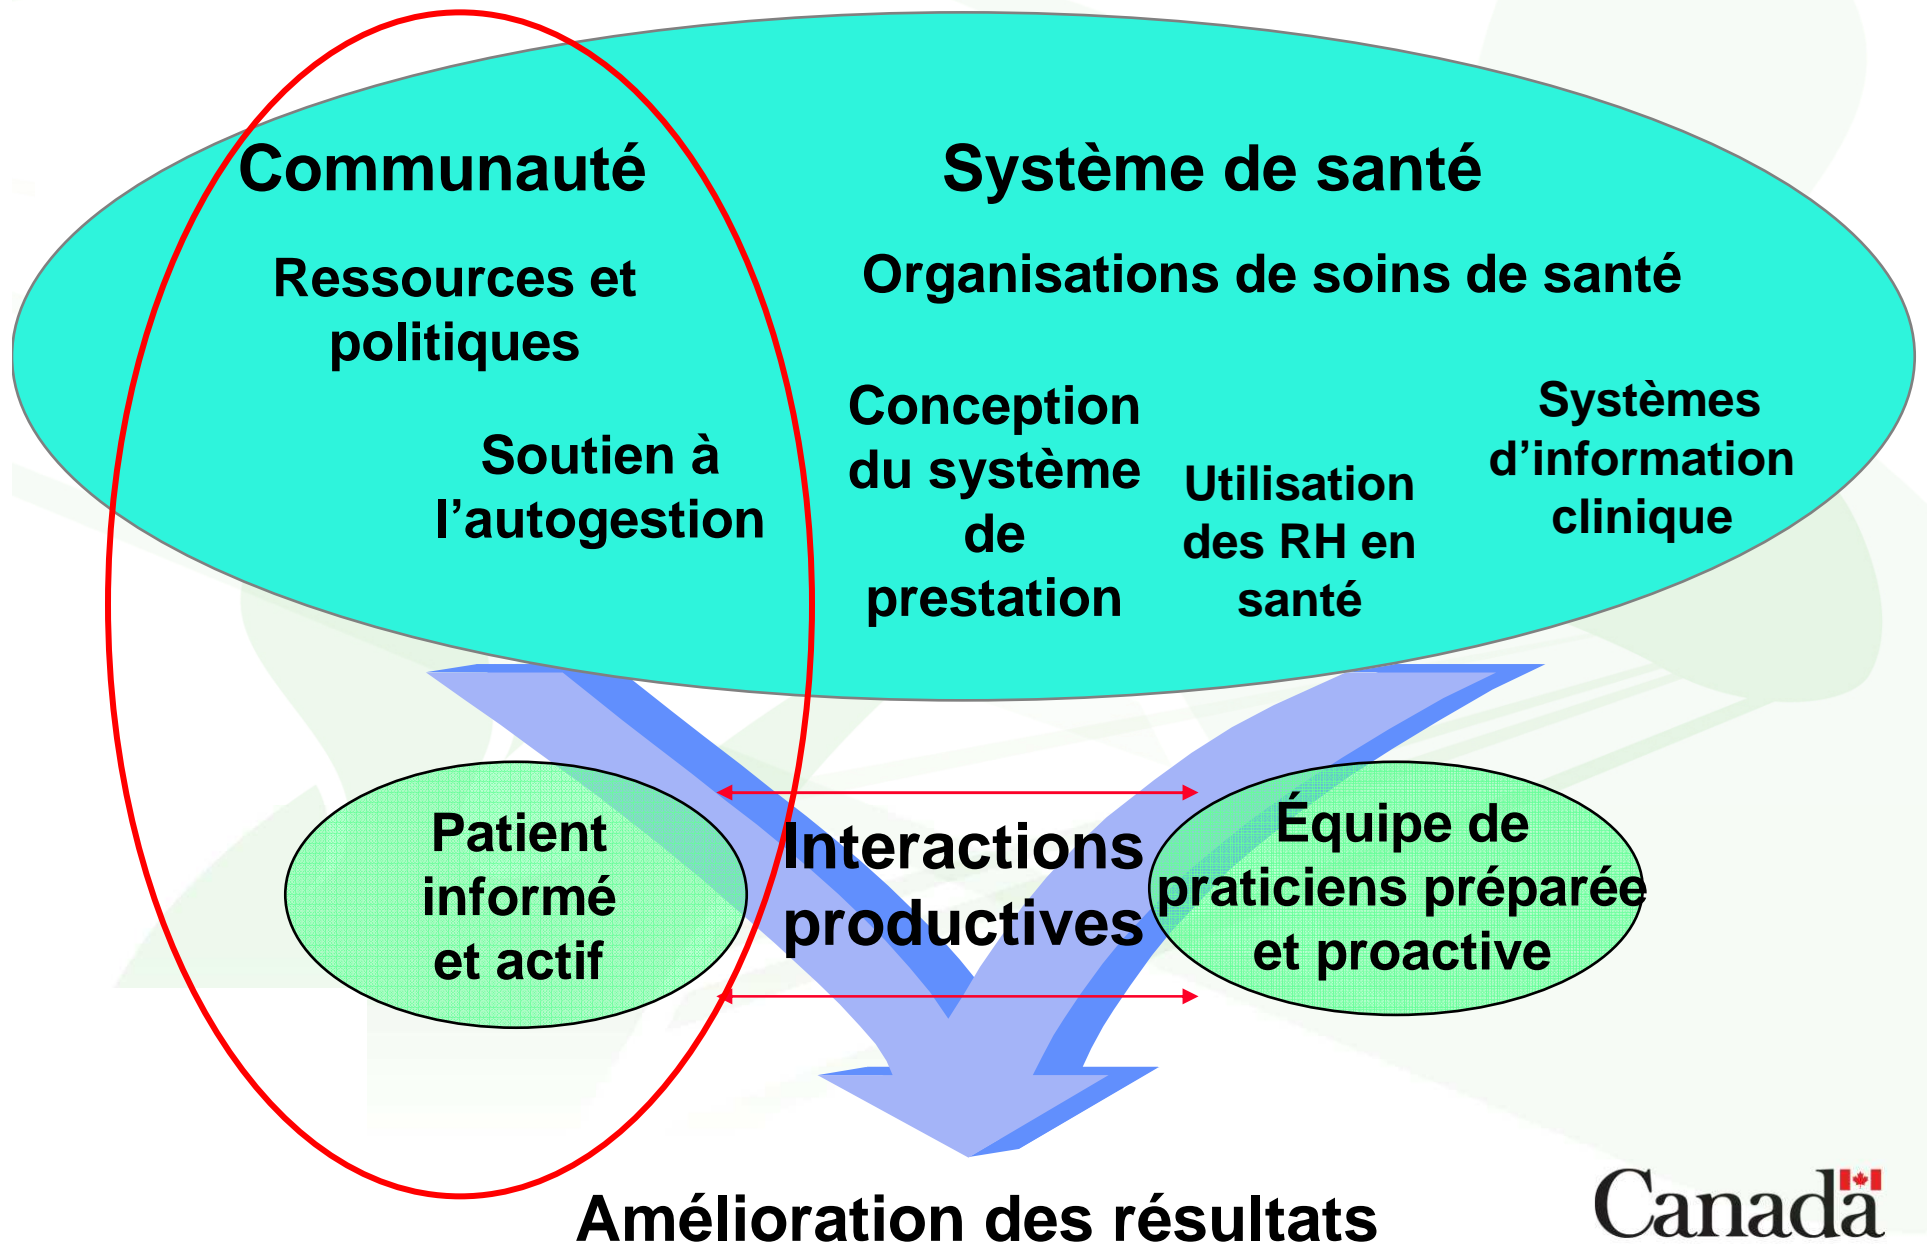 Communauté
Système de santé
Ressources et
politiques
Organisations de soins de santé
Soutien à
l’autogestion
Conception
du système
de
prestation
Utilisation
des RH en
santé
Systèmes
d’information
clinique
Patient
informé
et actif
Interactions
productives
Équipe de
praticiens préparée
et proactive
Amélioration des résultats
Canada